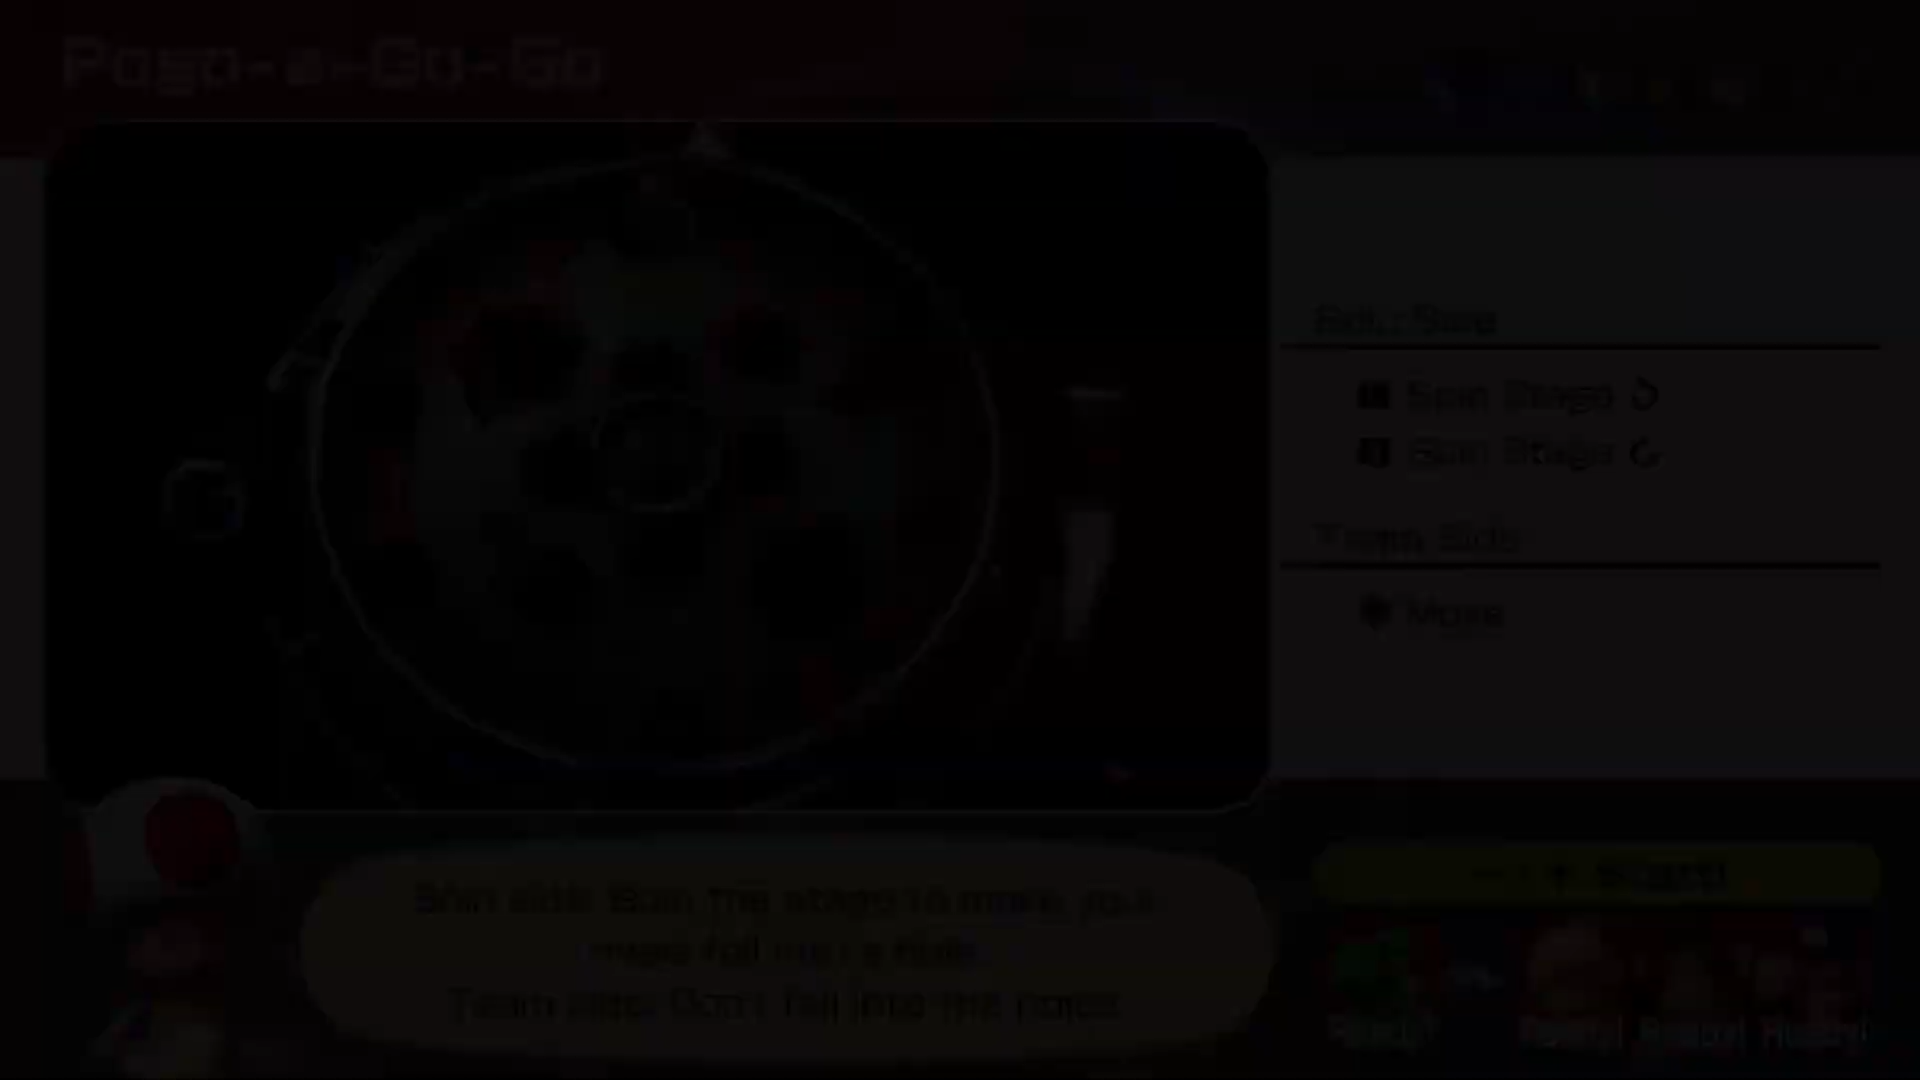 Pogo-a-Go-Go
Solo Side
Spin Stage
Spin Stage
Team Side
Move
Start!
Solo side: Spin the stage to make your
rivals fall into a hole.
Team side: Don't fall into the holes.
Ready! Ready! Ready! Ready!